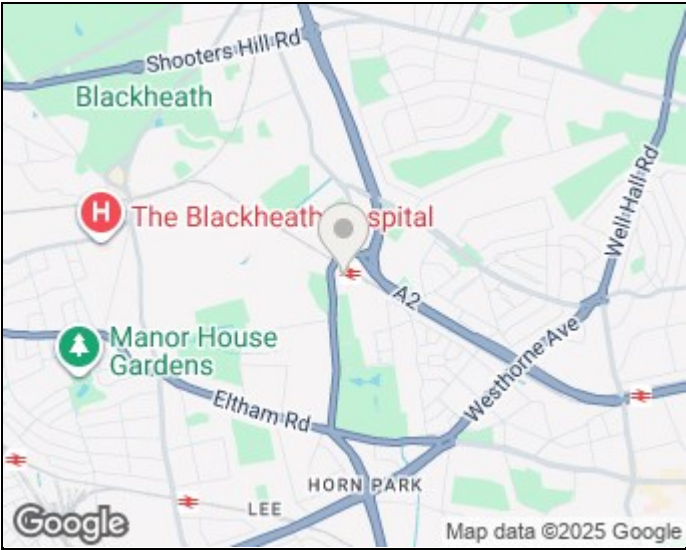 Shooters Hill Rd
Blackheath
Well Hall Rd
H The Blackheath spital
A2
Manor House
Gardens
Westhorne Ave
Eltham Rd
HORN PARK
LEE
Google
Map data ©2025 Google